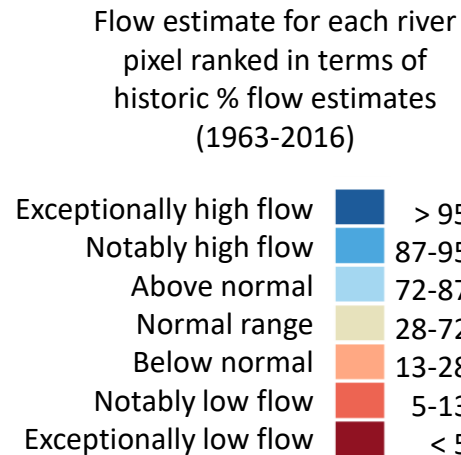 Flow estimate for each river
pixel ranked in terms of
historic % flow estimates
(1963-2016)
Exceptionally high flow > 95
Notably high flow 87-95
Above normal 72-87
Normal range 28-72
Below normal 13-28
Notably low flow 5-13
Exceptionally low flow < 5